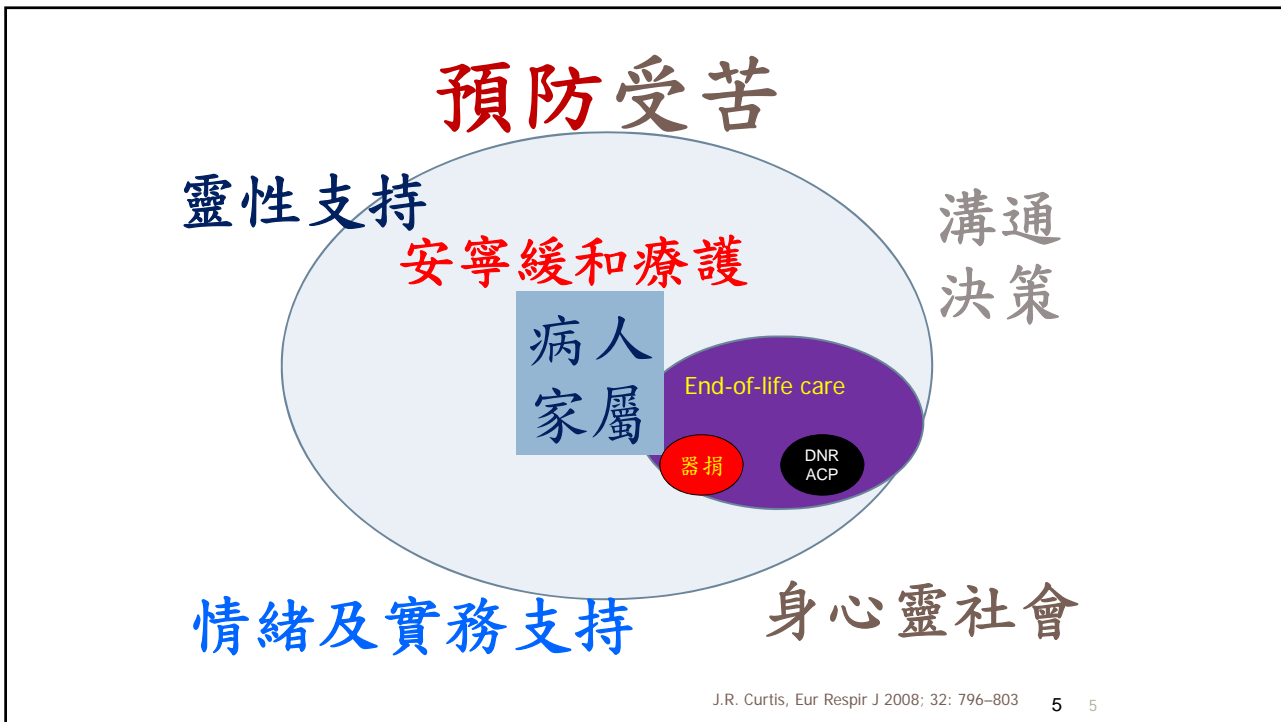 預防受苦
靈性支持
安寧緩和療護
溝通
決策
病人
家屬
End-of-life care
器捐
DNR
ACP
情緒及實務支持
身心靈社會
J.R. Curtis, Eur Respir J 2008; 32: 796–803
5 5